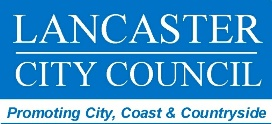 LANCASTER
CITY COUNCIL
Promoting City, Coast & Countryside